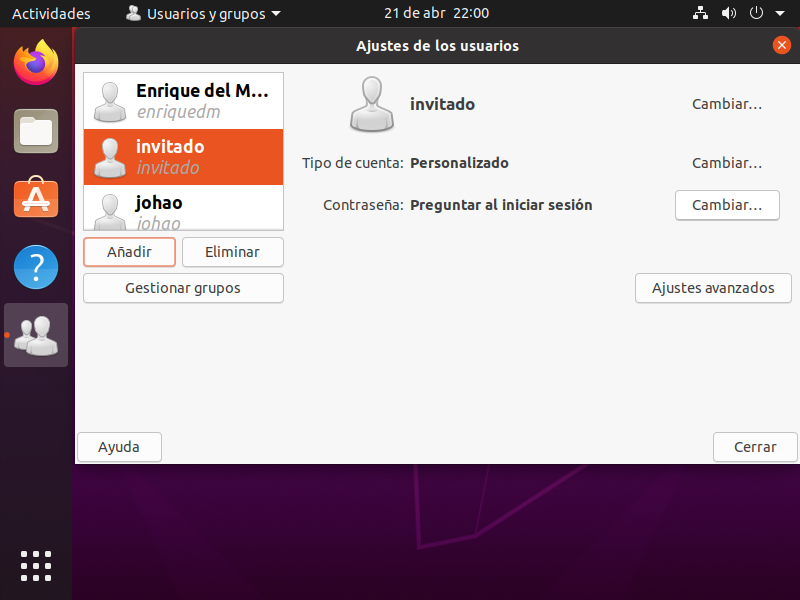 Actividades
Usuarios y grupos
21 de abr 22:00
Ajustes de los usuarios
Enrique del M...
enriquedm
invitado
invitado
johao
johao
Añadir
Eliminar
Gestionar grupos
invitado
Cambiar...
Tipo de cuenta: Personalizado
Cambiar...
Contraseña: Preguntar al iniciar sesión
Cambiar...
Ajustes avanzados
Ayuda
Cerrar